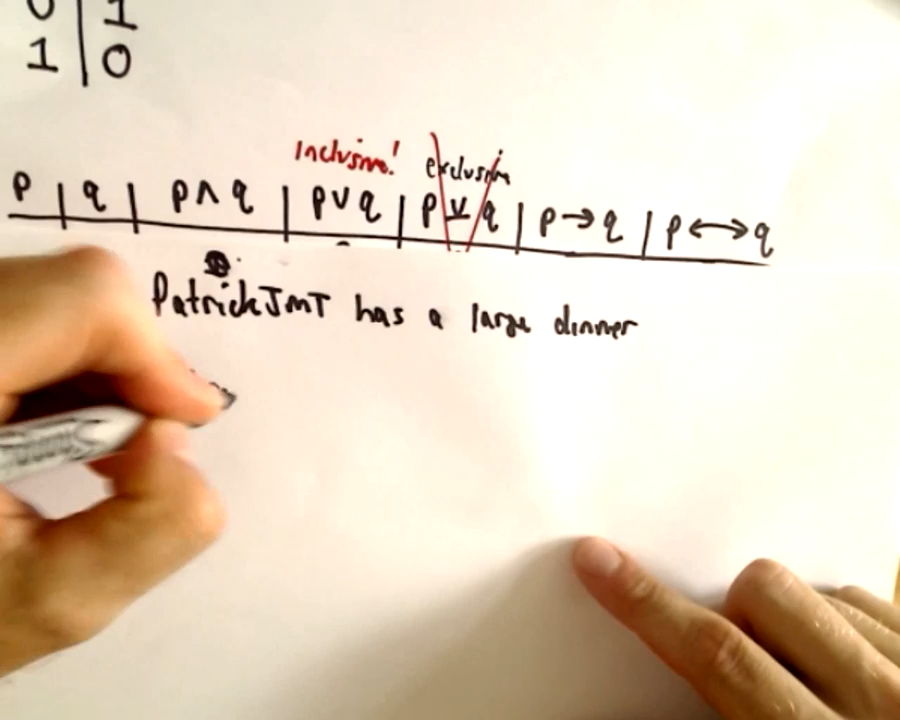 0 | 1
1 | 0
Inclusive! exclusive
p | q | p ∧ q | p ∨ q | p ⊻ q | p → q | p ↔ q
PatrickJMT has a large dinner